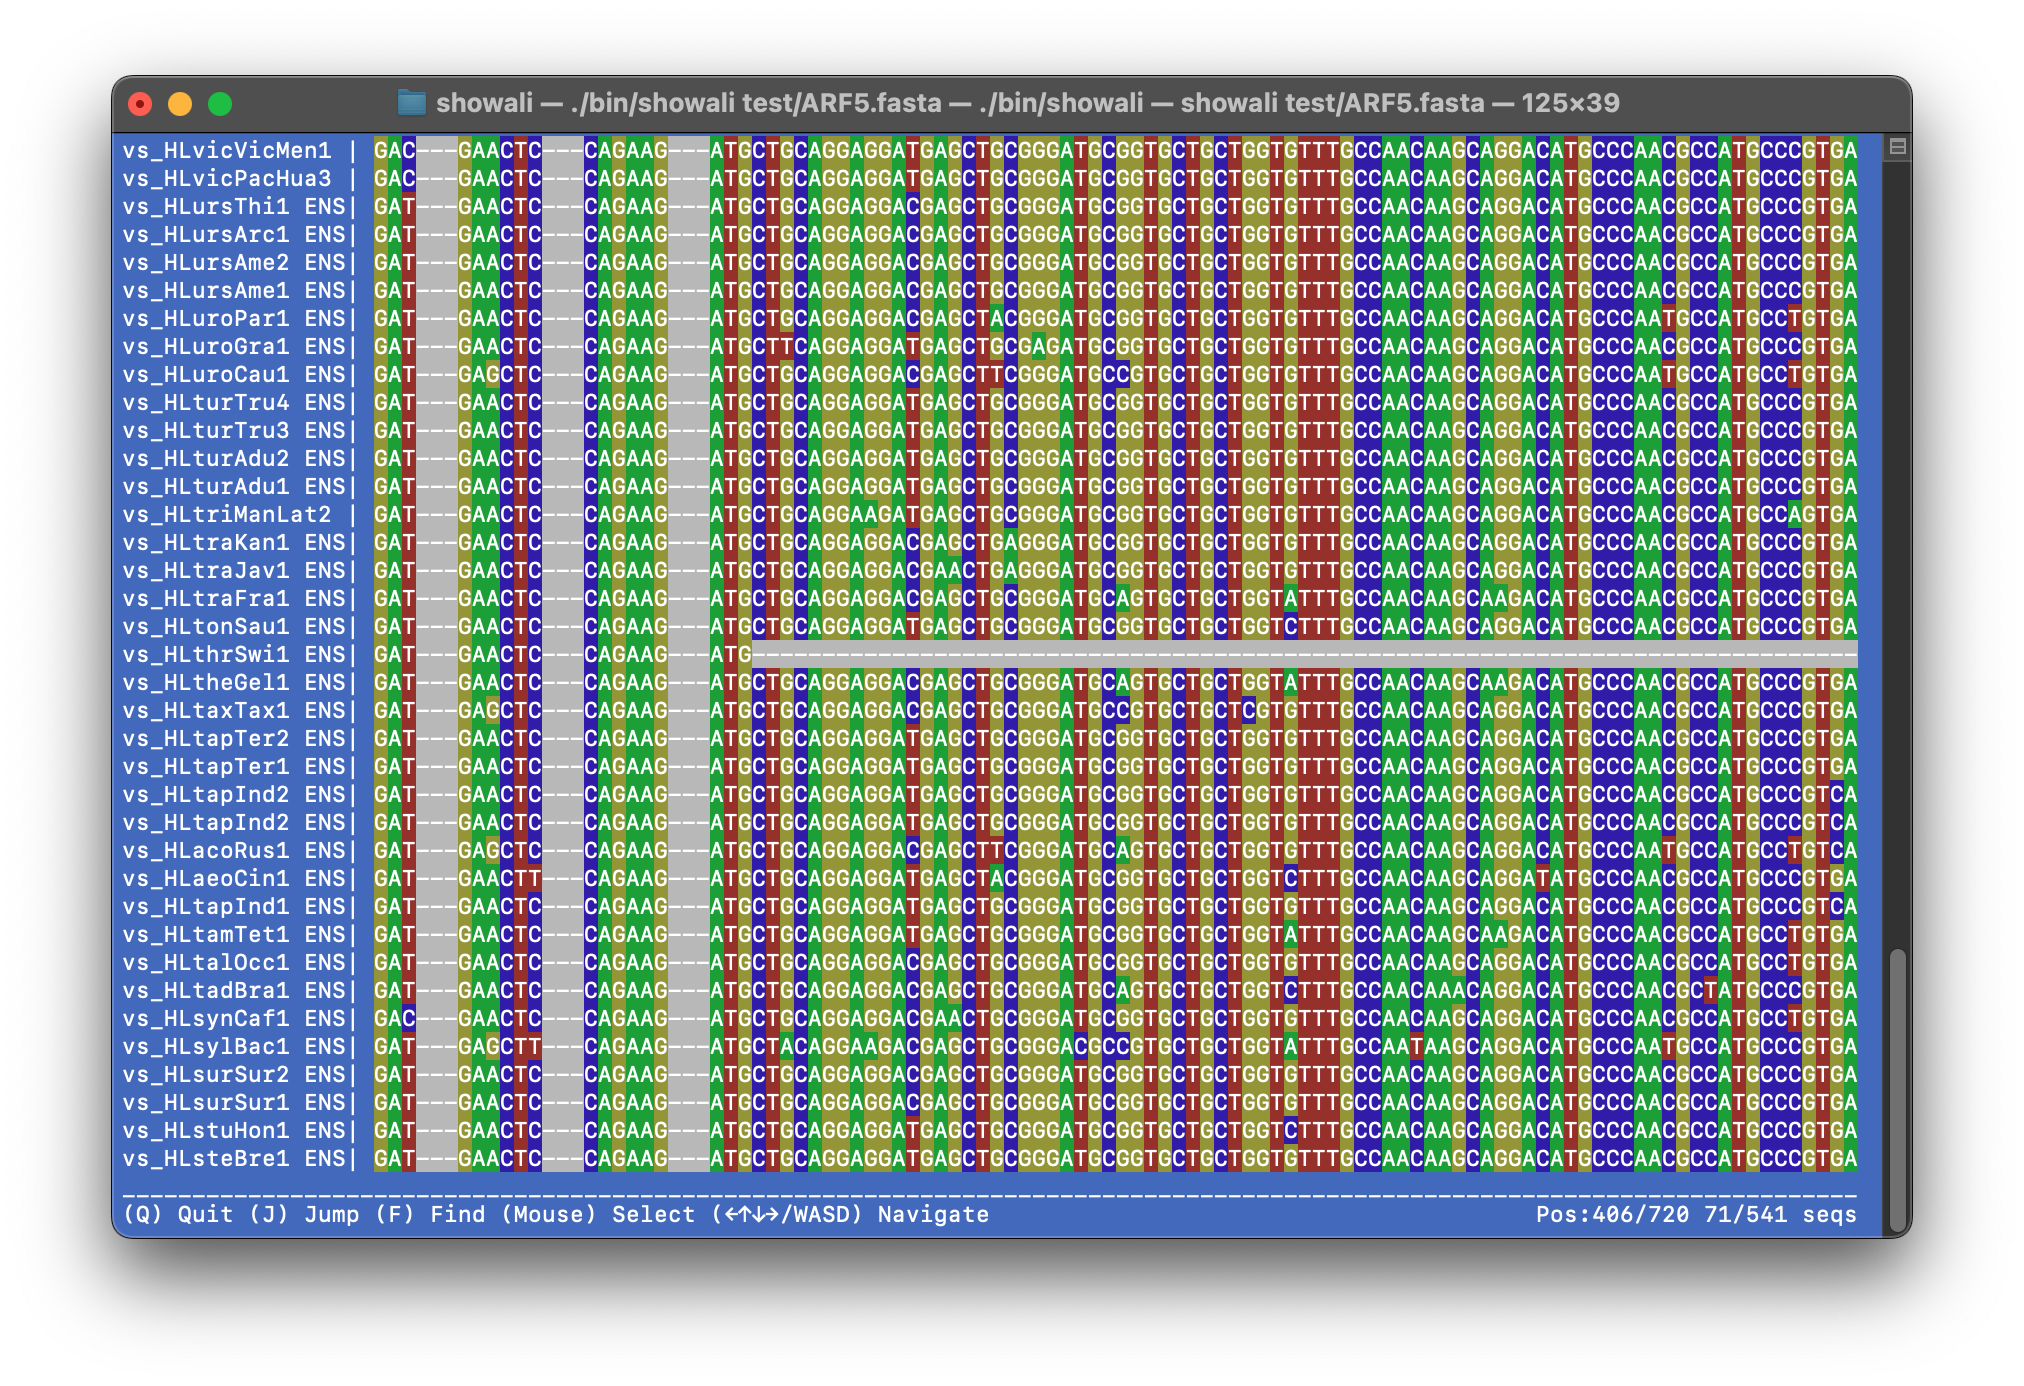 showali — ./bin/showali test/ARF5.fasta — ./bin/showali — showali test/ARF5.fasta — 125×39
vs_HLvicVicMen1 | GAC---GAACTC---CAGAAG---ATGCTGCAGGAGGATGAGCTGCGGGATGCGGTGCTGCTGGTGTTTGCCAACAAGCAGGACATGCCCAACGCCATGCCCGTGA
vs_HLvicPacHua3 | GAC---GAACTC---CAGAAG---ATGCTGCAGGAGGATGAGCTGCGGGATGCGGTGCTGCTGGTGTTTGCCAACAAGCAGGACATGCCCAACGCCATGCCCGTGA
vs_HLursThi1 ENS| GAT---GAACTC---CAGAAG---ATGCTGCAGGAGGACGAGCTGCGGGATGCGGTGCTGCTGGTGTTTGCCAACAAGCAGGACATGCCCAACGCCATGCCCGTGA
vs_HLursArc1 ENS| GAT---GAACTC---CAGAAG---ATGCTGCAGGAGGACGAGCTGCGGGATGCGGTGCTGCTGGTGTTTGCCAACAAGCAGGACATGCCCAACGCCATGCCCGTGA
vs_HLursAme2 ENS| GAT---GAACTC---CAGAAG---ATGCTGCAGGAGGACGAGCTGCGGGATGCGGTGCTGCTGGTGTTTGCCAACAAGCAGGACATGCCCAACGCCATGCCCGTGA
vs_HLursAme1 ENS| GAT---GAACTC---CAGAAG---ATGCTGCAGGAGGACGAGCTGCGGGATGCGGTGCTGCTGGTGTTTGCCAACAAGCAGGACATGCCCAACGCCATGCCCGTGA
vs_HLuroPar1 ENS| GAT---GAACTC---CAGAAG---ATGCTGCAGGAGGACGAGCTACGGGATGCGGTGCTGCTGGTGTTTGCCAACAAGCAGGACATGCCCAATGCCATGCCTGTGA
vs_HLuroGra1 ENS| GAT---GAACTC---CAGAAG---ATGCTTCAGGAGGATGAGCTGCGAGATGCGGTGCTGCTGGTGTTTGCCAACAAGCAGGACATGCCCAACGCCATGCCCGTGA
vs_HLuroCau1 ENS| GAT---GAGCTC---CAGAAG---ATGCTGCAGGAGGACGAGCTTCGGGATGCCGTGCTGCTGGTGTTTGCCAACAAGCAGGACATGCCCAATGCCATGCCTGTGA
vs_HLturTru4 ENS| GAT---GAACTC---CAGAAG---ATGCTGCAGGAGGATGAGCTGCGGGATGCGGTGCTGCTGGTGTTTGCCAACAAGCAGGACATGCCCAACGCCATGCCCGTGA
vs_HLturTru3 ENS| GAT---GAACTC---CAGAAG---ATGCTGCAGGAGGATGAGCTGCGGGATGCGGTGCTGCTGGTGTTTGCCAACAAGCAGGACATGCCCAACGCCATGCCCGTGA
vs_HLturAdu2 ENS| GAT---GAACTC---CAGAAG---ATGCTGCAGGAGGATGAGCTGCGGGATGCGGTGCTGCTGGTGTTTGCCAACAAGCAGGACATGCCCAACGCCATGCCCGTGA
vs_HLturAdu1 ENS| GAT---GAACTC---CAGAAG---ATGCTGCAGGAGGATGAGCTGCGGGATGCGGTGCTGCTGGTGTTTGCCAACAAGCAGGACATGCCCAACGCCATGCCCGTGA
vs_HLtriManLat2 | GAT---GAACTC---CAGAAG---ATGCTGCAGGAAGATGAGCTGCGGGATGCGGTGCTGCTGGTGTTTGCCAACAAGCAGGACATGCCCAACGCCATGCCAGTGA
vs_HLtraKan1 ENS| GAT---GAACTC---CAGAAG---ATGCTGCAGGAGGACGAGCTGAGGGATGCGGTGCTGCTGGTGTTTGCCAACAAGCAGGACATGCCCAACGCCATGCCCGTGA
vs_HLtraJav1 ENS| GAT---GAACTC---CAGAAG---ATGCTGCAGGAGGACGAACTGAGGGATGCGGTGCTGCTGGTGTTTGCCAACAAGCAGGACATGCCCAACGCCATGCCCGTGA
vs_HLtraFra1 ENS| GAT---GAACTC---CAGAAG---ATGCTGCAGGAGGACGAGCTGCGGGATGCAGTGCTGCTGGTATTTGCCAACAAGCAAGACATGCCCAACGCCATGCCCGTGA
vs_HLtonSau1 ENS| GAT---GAACTC---CAGAAG---ATGCTGCAGGAGGATGAGCTGCGGGATGCGGTGCTGCTGGTCTTTGCCAACAAGCAGGACATGCCCAACGCCATGCCCGTGA
vs_HLthrSwi1 ENS| GAT---GAACTC---CAGAAG---ATG-------------------------------------------------------------------------------
vs_HLtheGel1 ENS| GAT---GAACTC---CAGAAG---ATGCTGCAGGAGGACGAGCTGCGGGATGCAGTGCTGCTGGTATTTGCCAACAAGCAAGACATGCCCAACGCCATGCCCGTGA
vs_HLtaxTax1 ENS| GAT---GAGCTC---CAGAAG---ATGCTGCAGGAGGACGAGCTGCGGGATGCCGTGCTGCTCGTGTTTGCCAACAAGCAGGACATGCCCAACGCCATGCCCGTGA
vs_HLtapTer2 ENS| GAT---GAACTC---CAGAAG---ATGCTGCAGGAGGATGAGCTGCGGGATGCGGTGCTGCTGGTGTTTGCCAACAAGCAGGACATGCCCAACGCCATGCCCGTGA
vs_HLtapTer1 ENS| GAT---GAACTC---CAGAAG---ATGCTGCAGGAGGATGAGCTGCGGGATGCGGTGCTGCTGGTGTTTGCCAACAAGCAGGACATGCCCAACGCCATGCCCGTGA
vs_HLtapInd2 ENS| GAT---GAACTC---CAGAAG---ATGCTGCAGGAGGATGAGCTGCGGGATGCGGTGCTGCTGGTGTTTGCCAACAAGCAGGACATGCCCAACGCCATGCCCGTCA
vs_HLtapInd2 ENS| GAT---GAACTC---CAGAAG---ATGCTGCAGGAGGATGAGCTGCGGGATGCGGTGCTGCTGGTGTTTGCCAACAAGCAGGACATGCCCAACGCCATGCCCGTCA
vs_HLacoRus1 ENS| GAT---GAGCTC---CAGAAG---ATGCTGCAGGAGGACGAGCTTCGGGATGCAGTGCTGCTGGTGTTTGCCAACAAGCAGGACATGCCCAATGCCATGCCTGTCA
vs_HLaeoCin1 ENS| GAT---GAACTT---CAGAAG---ATGCTGCAGGAGGATGAGCTACGGGATGCGGTGCTGCTGGTCTTTGCCAACAAGCAGGATATGCCCAACGCCATGCCCGTGA
vs_HLtapInd1 ENS| GAT---GAACTC---CAGAAG---ATGCTGCAGGAGGATGAGCTGCGGGATGCGGTGCTGCTGGTGTTTGCCAACAAGCAGGACATGCCCAACGCCATGCCCGTCA
vs_HLtamTet1 ENS| GAT---GAACTC---CAGAAG---ATGCTGCAGGAGGATGAGCTGCGGGATGCGGTGCTGCTGGTATTTGCCAACAAGCAAGACATGCCCAACGCCATGCCTGTGA
vs_HLtalOcc1 ENS| GAT---GAACTC---CAGAAG---ATGCTGCAGGAGGACGAGCTGCGGGATGCGGTGCTGCTGGTGTTTGCCAACAAGCAGGACATGCCCAACGCCATGCCTGTGA
vs_HLtadBra1 ENS| GAT---GAACTC---CAGAAG---ATGCTGCAGGAGGACGAGCTGCGGGATGCAGTGCTGCTGGTCTTTGCCAACAAACAGGACATGCCCAACGCTATGCCCGTGA
vs_HLsynCaf1 ENS| GAC---GAACTC---CAGAAG---ATGCTGCAGGAGGACGAACTGCGGGATGCGGTGCTGCTGGTGTTTGCCAACAAGCAGGACATGCCCAACGCCATGCCTGTGA
vs_HLsylBac1 ENS| GAT---GAGCTT---CAGAAG---ATGCTACAGGAAGACGAGCTGCGGGACGCCGTGCTGCTGGTATTTGCCAATAAGCAGGACATGCCCAATGCCATGCCCGTGA
vs_HLsurSur2 ENS| GAT---GAACTC---CAGAAG---ATGCTGCAGGAGGACGAGCTGCGGGATGCGGTGCTGCTGGTGTTTGCCAACAAGCAGGACATGCCCAACGCCATGCCCGTGA
vs_HLsurSur1 ENS| GAT---GAACTC---CAGAAG---ATGCTGCAGGAGGACGAGCTGCGGGATGCGGTGCTGCTGGTGTTTGCCAACAAGCAGGACATGCCCAACGCCATGCCCGTGA
vs_HLstuHon1 ENS| GAT---GAACTC---CAGAAG---ATGCTGCAGGAGGATGAGCTGCGGGATGCGGTGCTGCTGGTCTTTGCCAACAAGCAGGACATGCCCAACGCCATGCCCGTGA
vs_HLsteBre1 ENS| GAT---GAACTC---CAGAAG---ATGCTGCAGGAGGATGAGCTGCGGGATGCGGTGCTGCTGGTGTTTGCCAACAAGCAGGACATGCCCAACGCCATGCCCGTGA
(Q) Quit (J) Jump (F) Find (Mouse) Select (←↑↓→/WASD) Navigate Pos:406/720 71/541 seqs